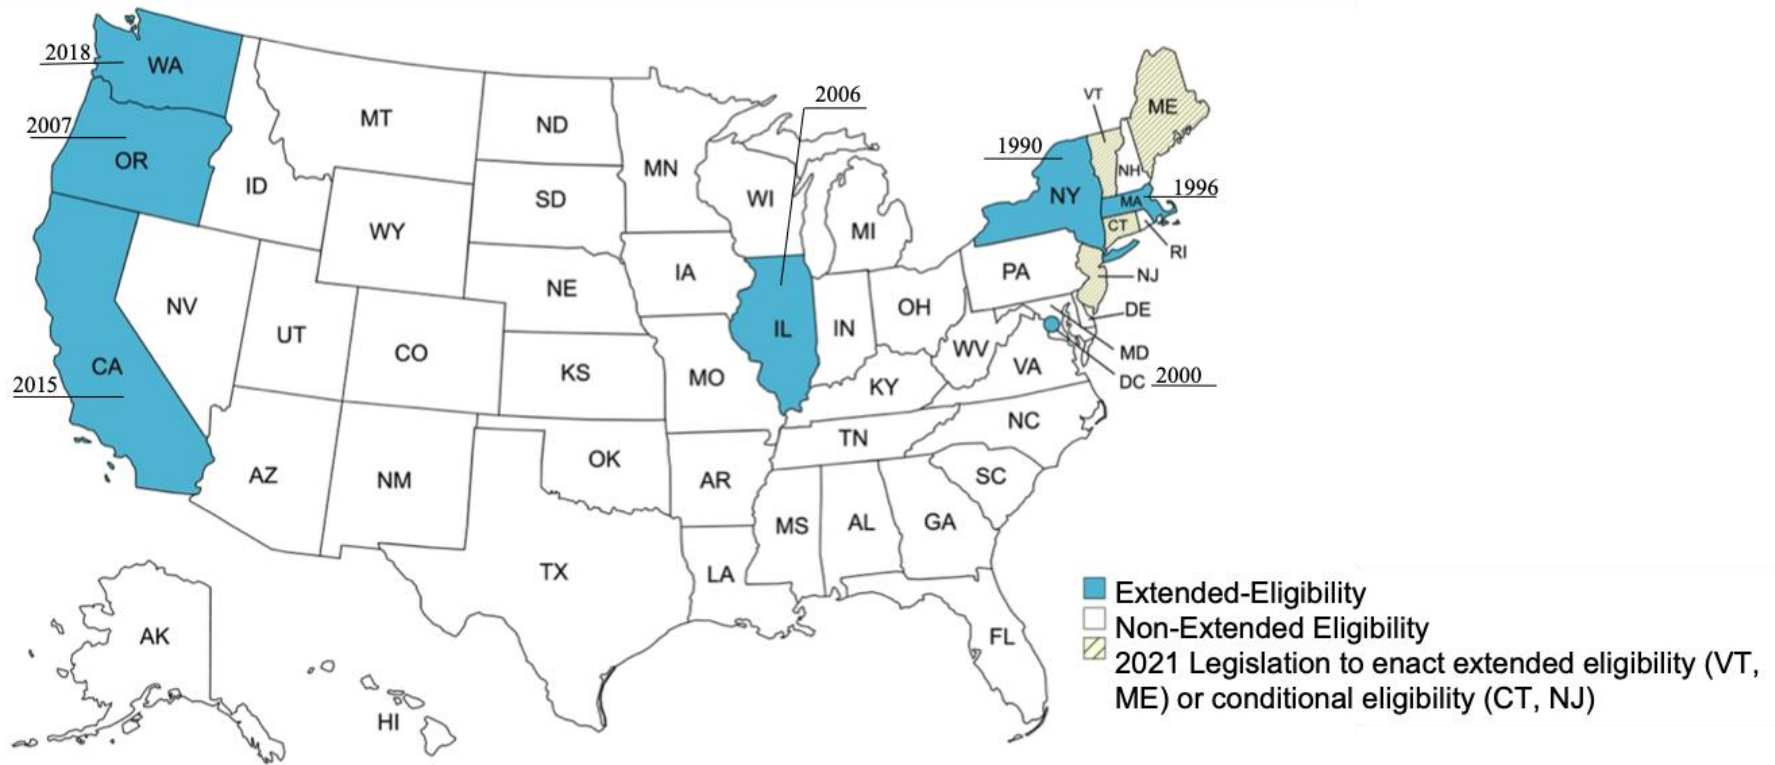 2018
WA
2007
OR
CA
2015
MT
ID
WY
NV
UT
CO
AZ
NM
ND
SD
NE
KS
OK
TX
MN
IA
MO
AR
LA
WI
2006
IL
MI
IN
OH
KY
TN
MS
AL
GA
FL
SC
NC
VA
WV
PA
1990
NY
VT
NH
ME
MA
1996
CT
RI
NJ
DE
MD
DC 2000
AK
HI
Extended-Eligibility
Non-Extended Eligibility
2021 Legislation to enact extended eligibility (VT,
ME) or conditional eligibility (CT, NJ)